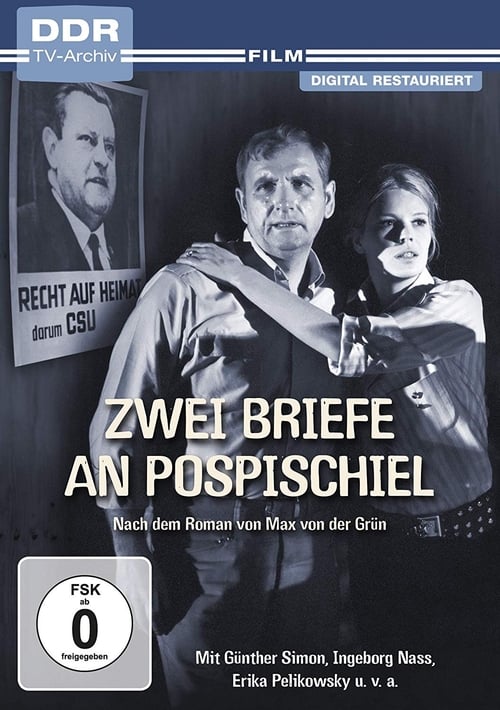 DDR
TV-Archiv
FILM
DIGITAL RESTAURIERT
RECHT AUF HEIMAT
darum CSU
ZWEI BRIEFE
AN POSPISCHIEL
Nach dem Roman von Max von der Grün
FSK
ab
0
freigegeben
Mit Günther Simon, Ingeborg Nass,
Erika Pelikowsky u. v. a.